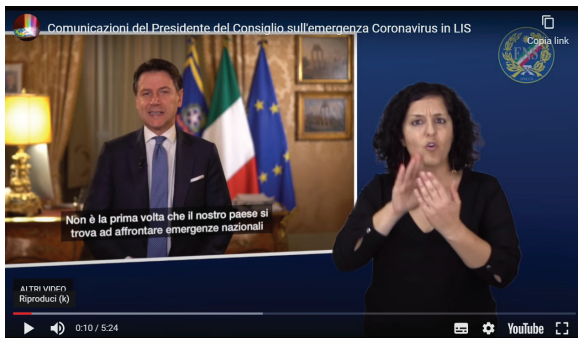 Comunicazioni del Presidente del Consiglio sull'emergenza Coronavirus in LIS
Copia link
ENS
Non è la prima volta che il nostro paese si
trova ad affrontare emergenze nazionali
ALTRI VIDEO
Riproduci (k)
0:10 / 5:24
YouTube